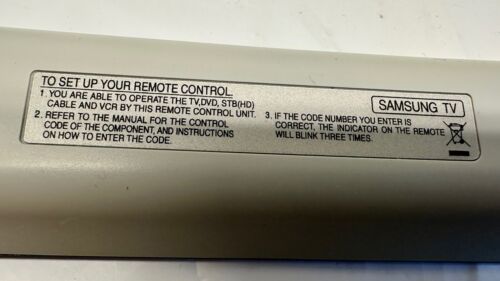 TO SET UP YOUR REMOTE CONTROL
1. YOU ARE ABLE TO OPERATE THE TV,DVD, STB(HD)
CABLE AND VCR BY THIS REMOTE CONTROL UNIT.
2. REFER TO THE MANUAL FOR THE CONTROL
CODE OF THE COMPONENT, AND INSTRUCTIONS
ON HOW TO ENTER THE CODE.
SAMSUNG TV
3. IF THE CODE NUMBER YOU ENTER IS
CORRECT, THE INDICATOR ON THE REMOTE
WILL BLINK THREE TIMES.